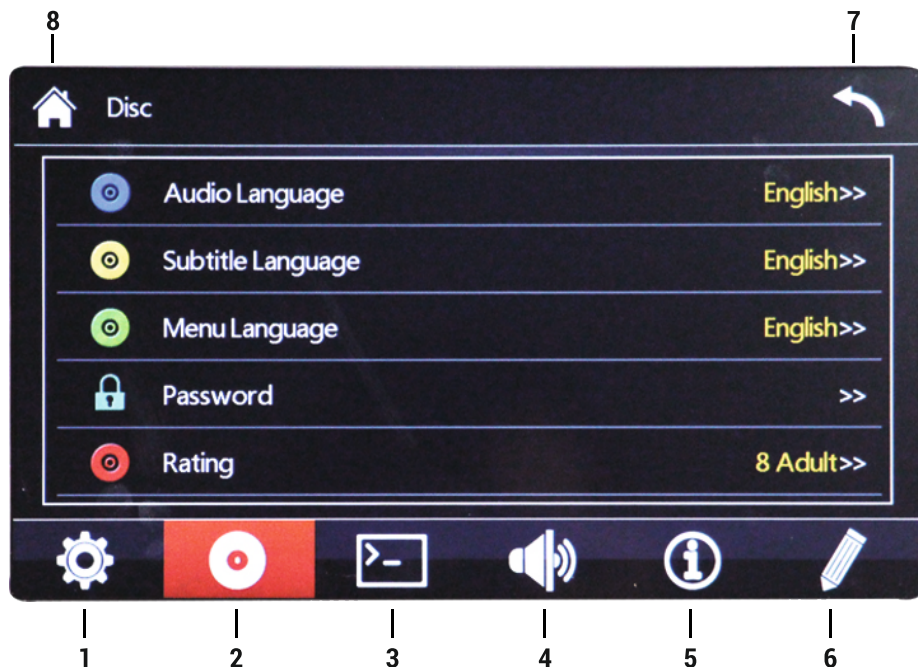 8 7
Disc
Audio Language English>>
Subtitle Language English>>
Menu Language English>>
Password >>
Rating 8 Adult>>
>_
1 2 3 4 5 6